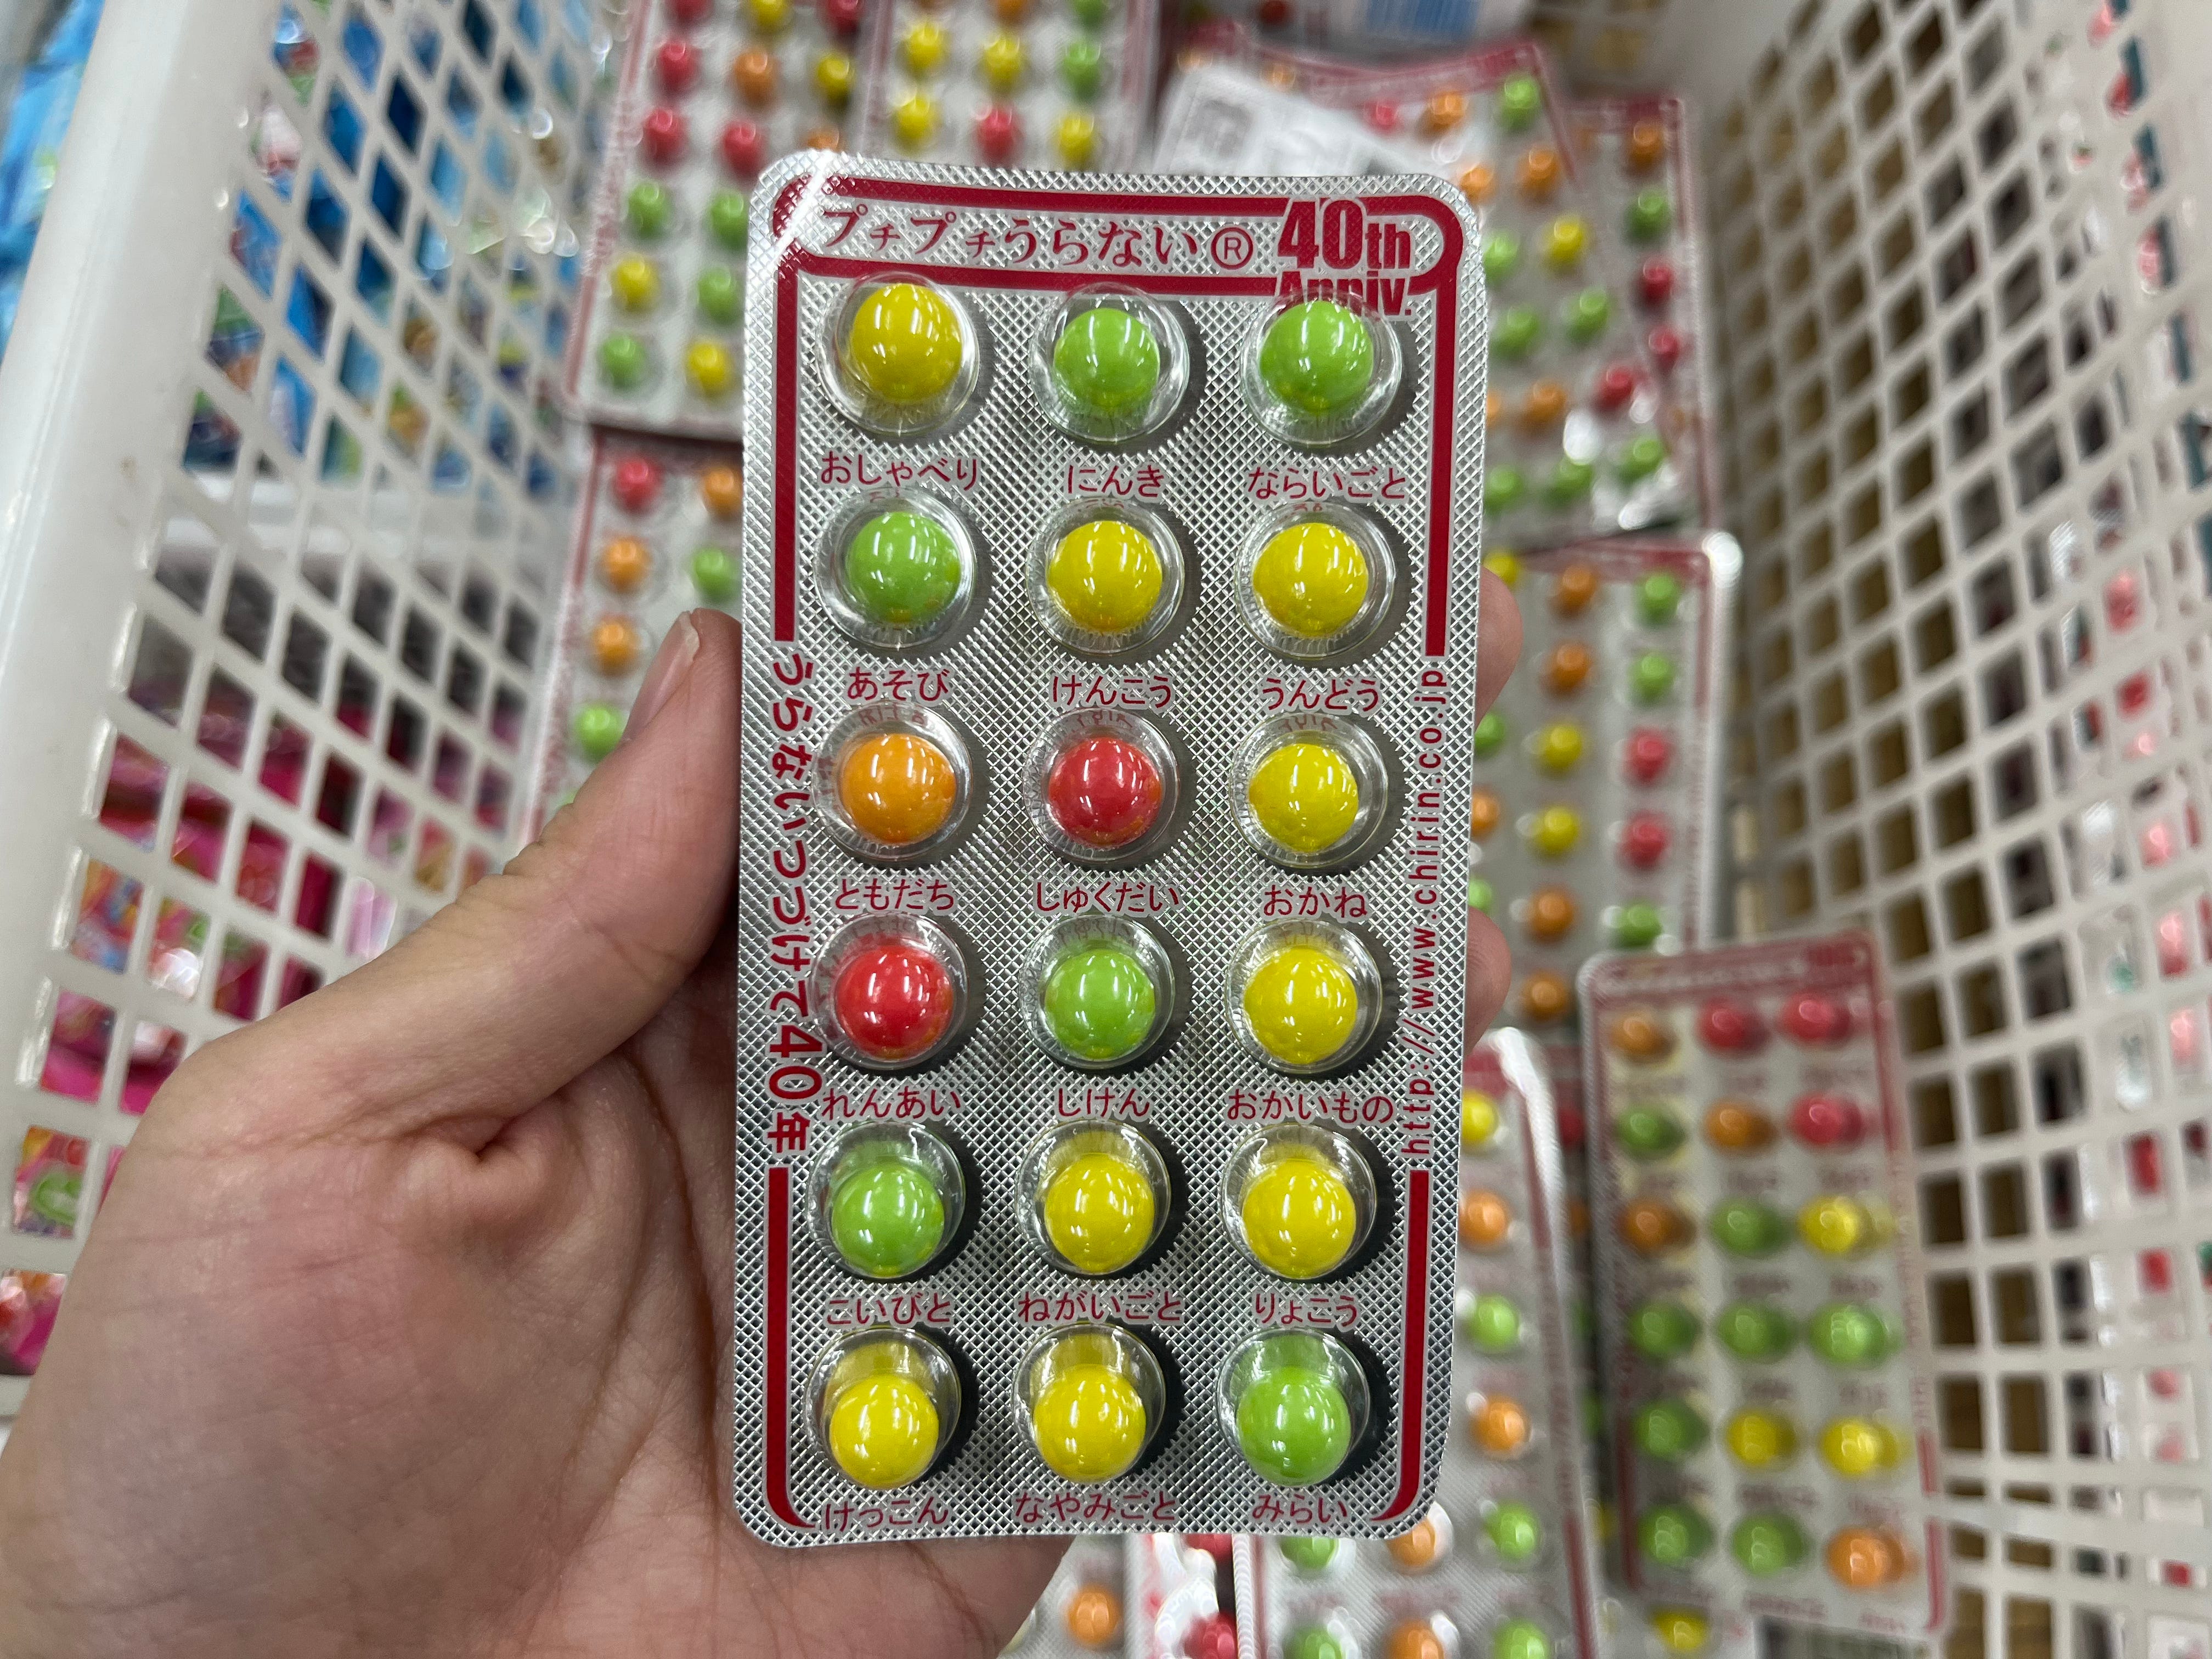 プチプチうらない® 40th
Anniv.
おしゃべり にんき ならいごと
あそび けんこう うんどう
ともだち しゅくだい おかね
れんあい しけん おかいもの
こいびと ねがいごと りょこう
けっこん なやみごと みらい
うらないつづけて40年
http://www.chirin.co.jp